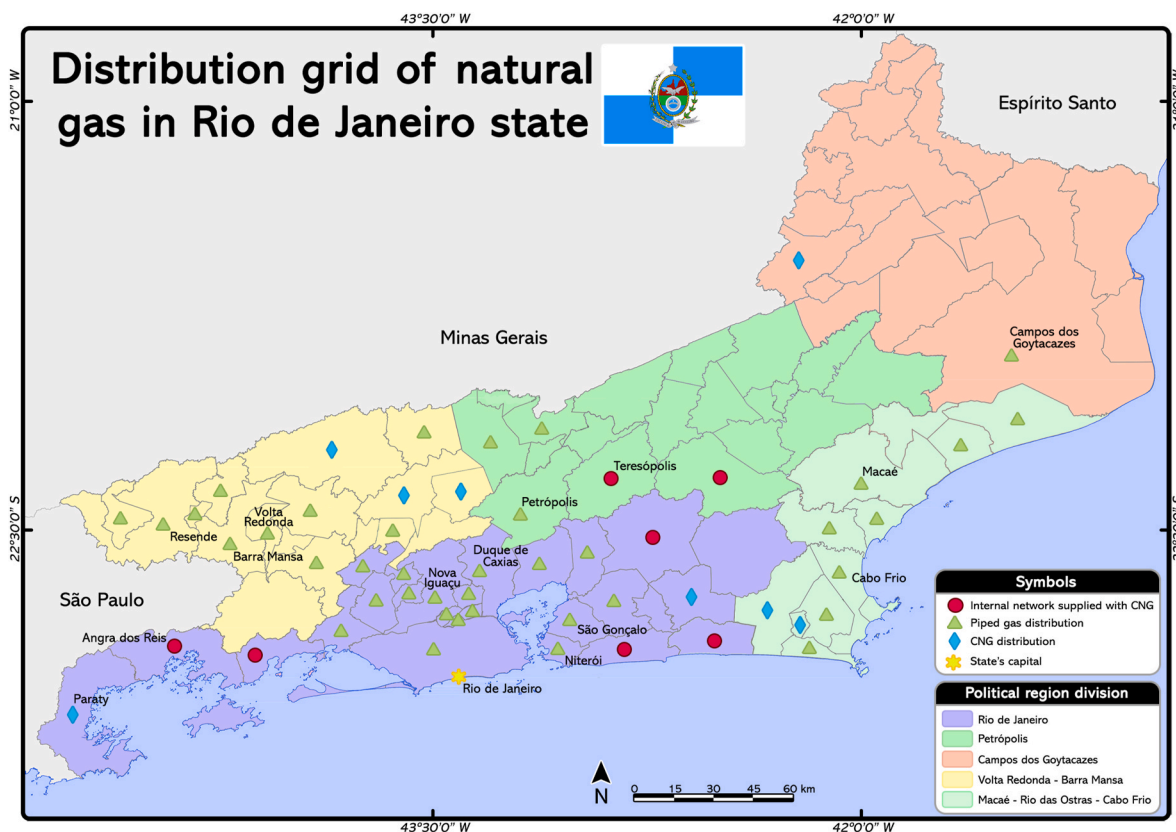 43°30'0" W
42°0'0" W
Distribution grid of natural
gas in Rio de Janeiro state
21°0'0" W
Espírito Santo
Minas Gerais
Campos dos
Goytacazes
Teresópolis
Macaé
Petrópolis
Volta
Redonda
Resende
22°30'0" S
Barra Mansa
Duque de
Caxias
Nova
Iguaçu
Cabo Frio
São Paulo
São Gonçalo
Angra dos Reis
Niterói
Rio de Janeiro
Paraty
Symbols
Internal network supplied with CNG
Piped gas distribution
CNG distribution
State's capital
Political region division
Rio de Janeiro
Petrópolis
Campos dos Goytacazes
Volta Redonda - Barra Mansa
Macaé - Rio das Ostras - Cabo Frio
N
0 15 30 45 60 km
43°30'0" W
42°0'0" W